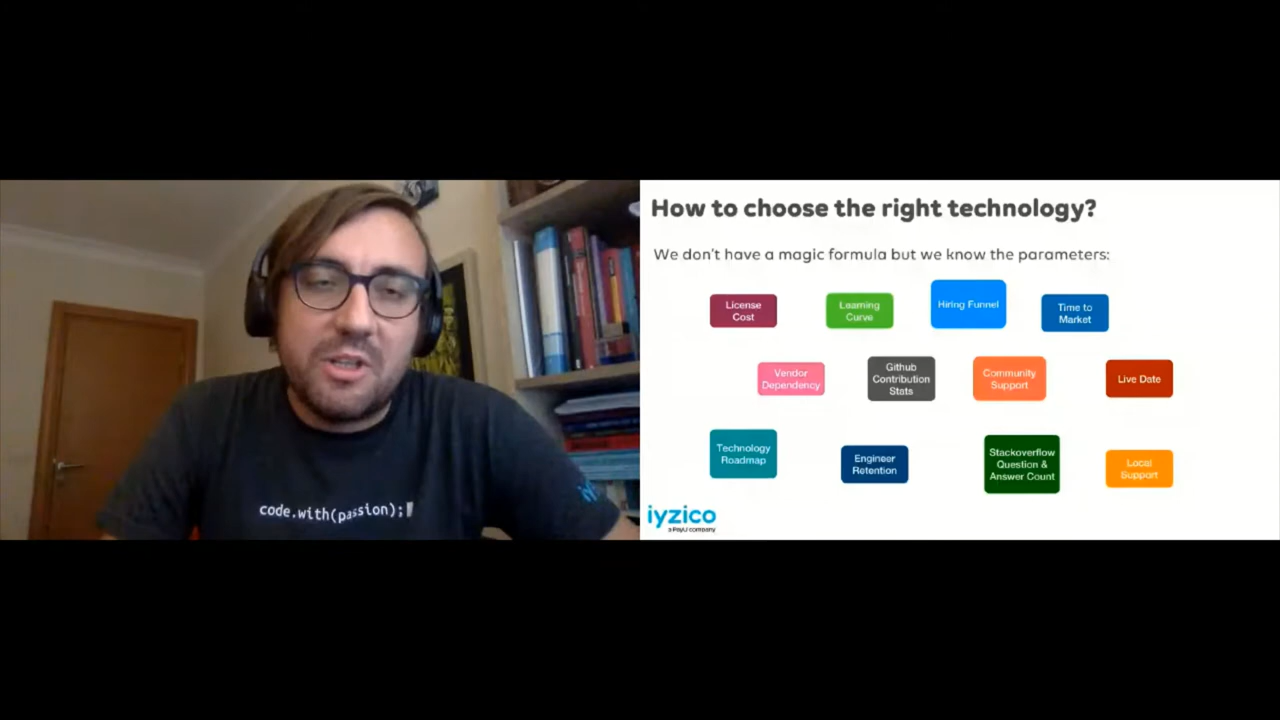 How to choose the right technology?
We don't have a magic formula but we know the parameters:
License
Cost
Learning
Curve
Hiring Funnel
Time to
Market
Vendor
Dependency
Github
Contribution
Stats
Community
Support
Live Date
Technology
Roadmap
Engineer
Retention
Stackoverflow
Question &
Answer Count
Local
Support
iyzico
a PayU company
code.with(passion);